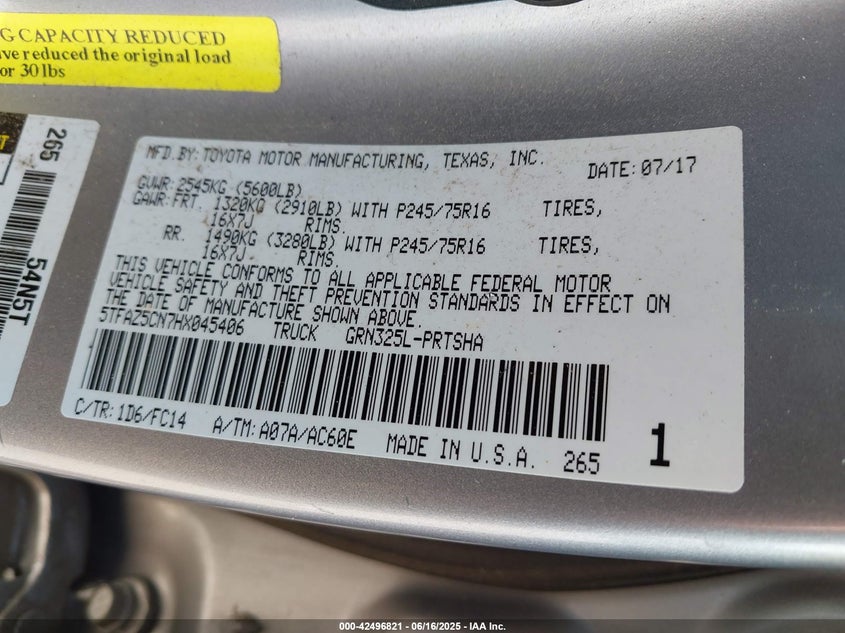 G CAPACITY REDUCED
ve reduced the original load
or 30 lbs
265
54N5T
MFD.BY:TOYOTA MOTOR MANUFACTURING, TEXAS, INC. DATE:07/17
GVWR:2545KG (5600LB)
GAWR:FRT. 1320KG (2910LB) WITH P245/75R16 TIRES,
16X7J RIMS.
RR. 1490KG (3280LB) WITH P245/75R16 TIRES,
16X7J RIMS.
THIS VEHICLE CONFORMS TO ALL APPLICABLE FEDERAL MOTOR
VEHICLE SAFETY AND THEFT PREVENTION STANDARDS IN EFFECT ON
THE DATE OF MANUFACTURE SHOWN ABOVE.
5TFAZ5CN7HX045406 TRUCK GRN325L-PRTSHA
C/TR:1D6/FC14 A/TM:A07A/AC60E MADE IN U.S.A. 265 1
000-42496821 - 06/16/2025 - IAA Inc.